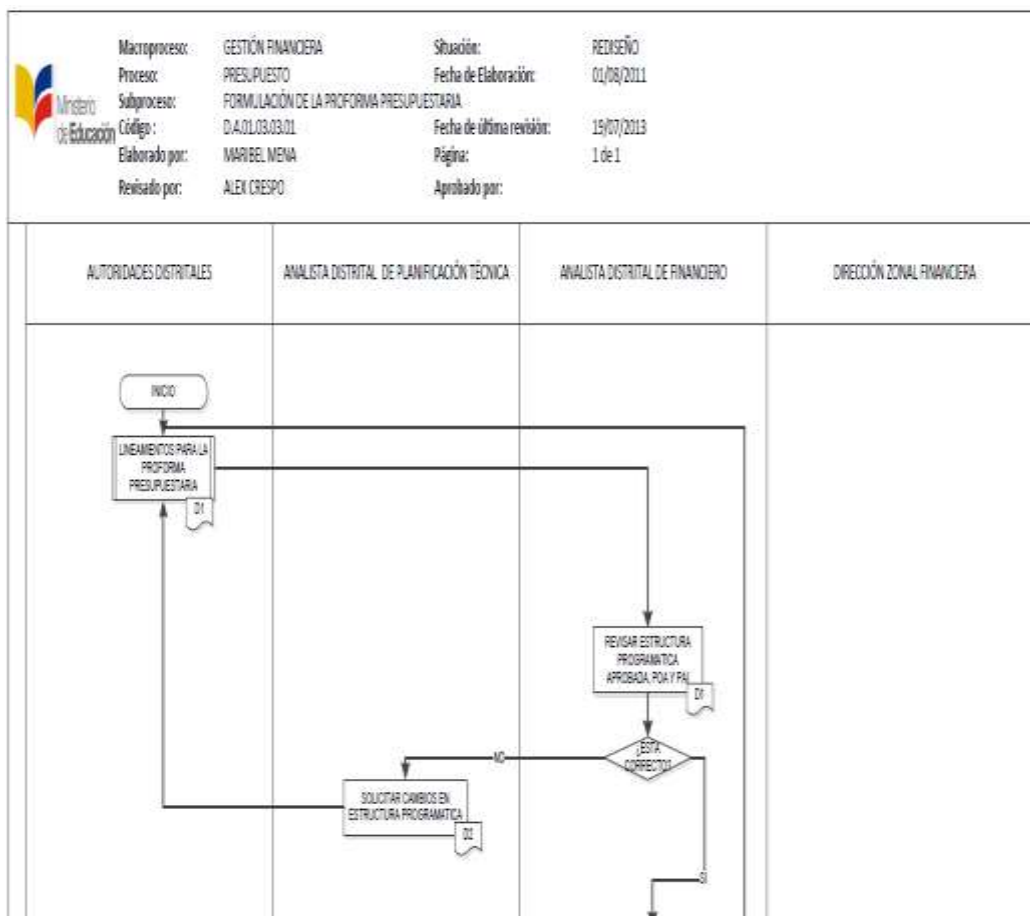 Ministerio
de Educación
Macroproceso: GESTIÓN FINANCIERA Situación: REDISEÑO
Proceso: PRESUPUESTO Fecha de Elaboración: 01/08/2011
Subproceso: FORMULACIÓN DE LA PROFORMA PRESUPUESTARIA
Código : D.A.01.03.03.01 Fecha de última revisión: 15/07/2013
Elaborado por: MARIBEL MENA Página: 1 de 1
Revisado por: ALEX CRESPO Aprobado por:
AUTORIDADES DISTRITALES
ANALISTA DISTRITAL DE PLANIFICACIÓN TÉCNICA
ANALISTA DISTRITAL DE FINANCIERO
DIRECCIÓN ZONAL FINANCIERA
INICIO
LINEAMIENTOS PARA LA
PROFORMA
PRESUPUESTARIA
D1
REVISAR ESTRUCTURA
PROGRAMATICA
APROBADA, POA Y PAI
D1
¿ESTA
CORRECTO?
NO
SOLICITAR CAMBIOS EN
ESTRUCTURA PROGRAMATICA
D2
SI